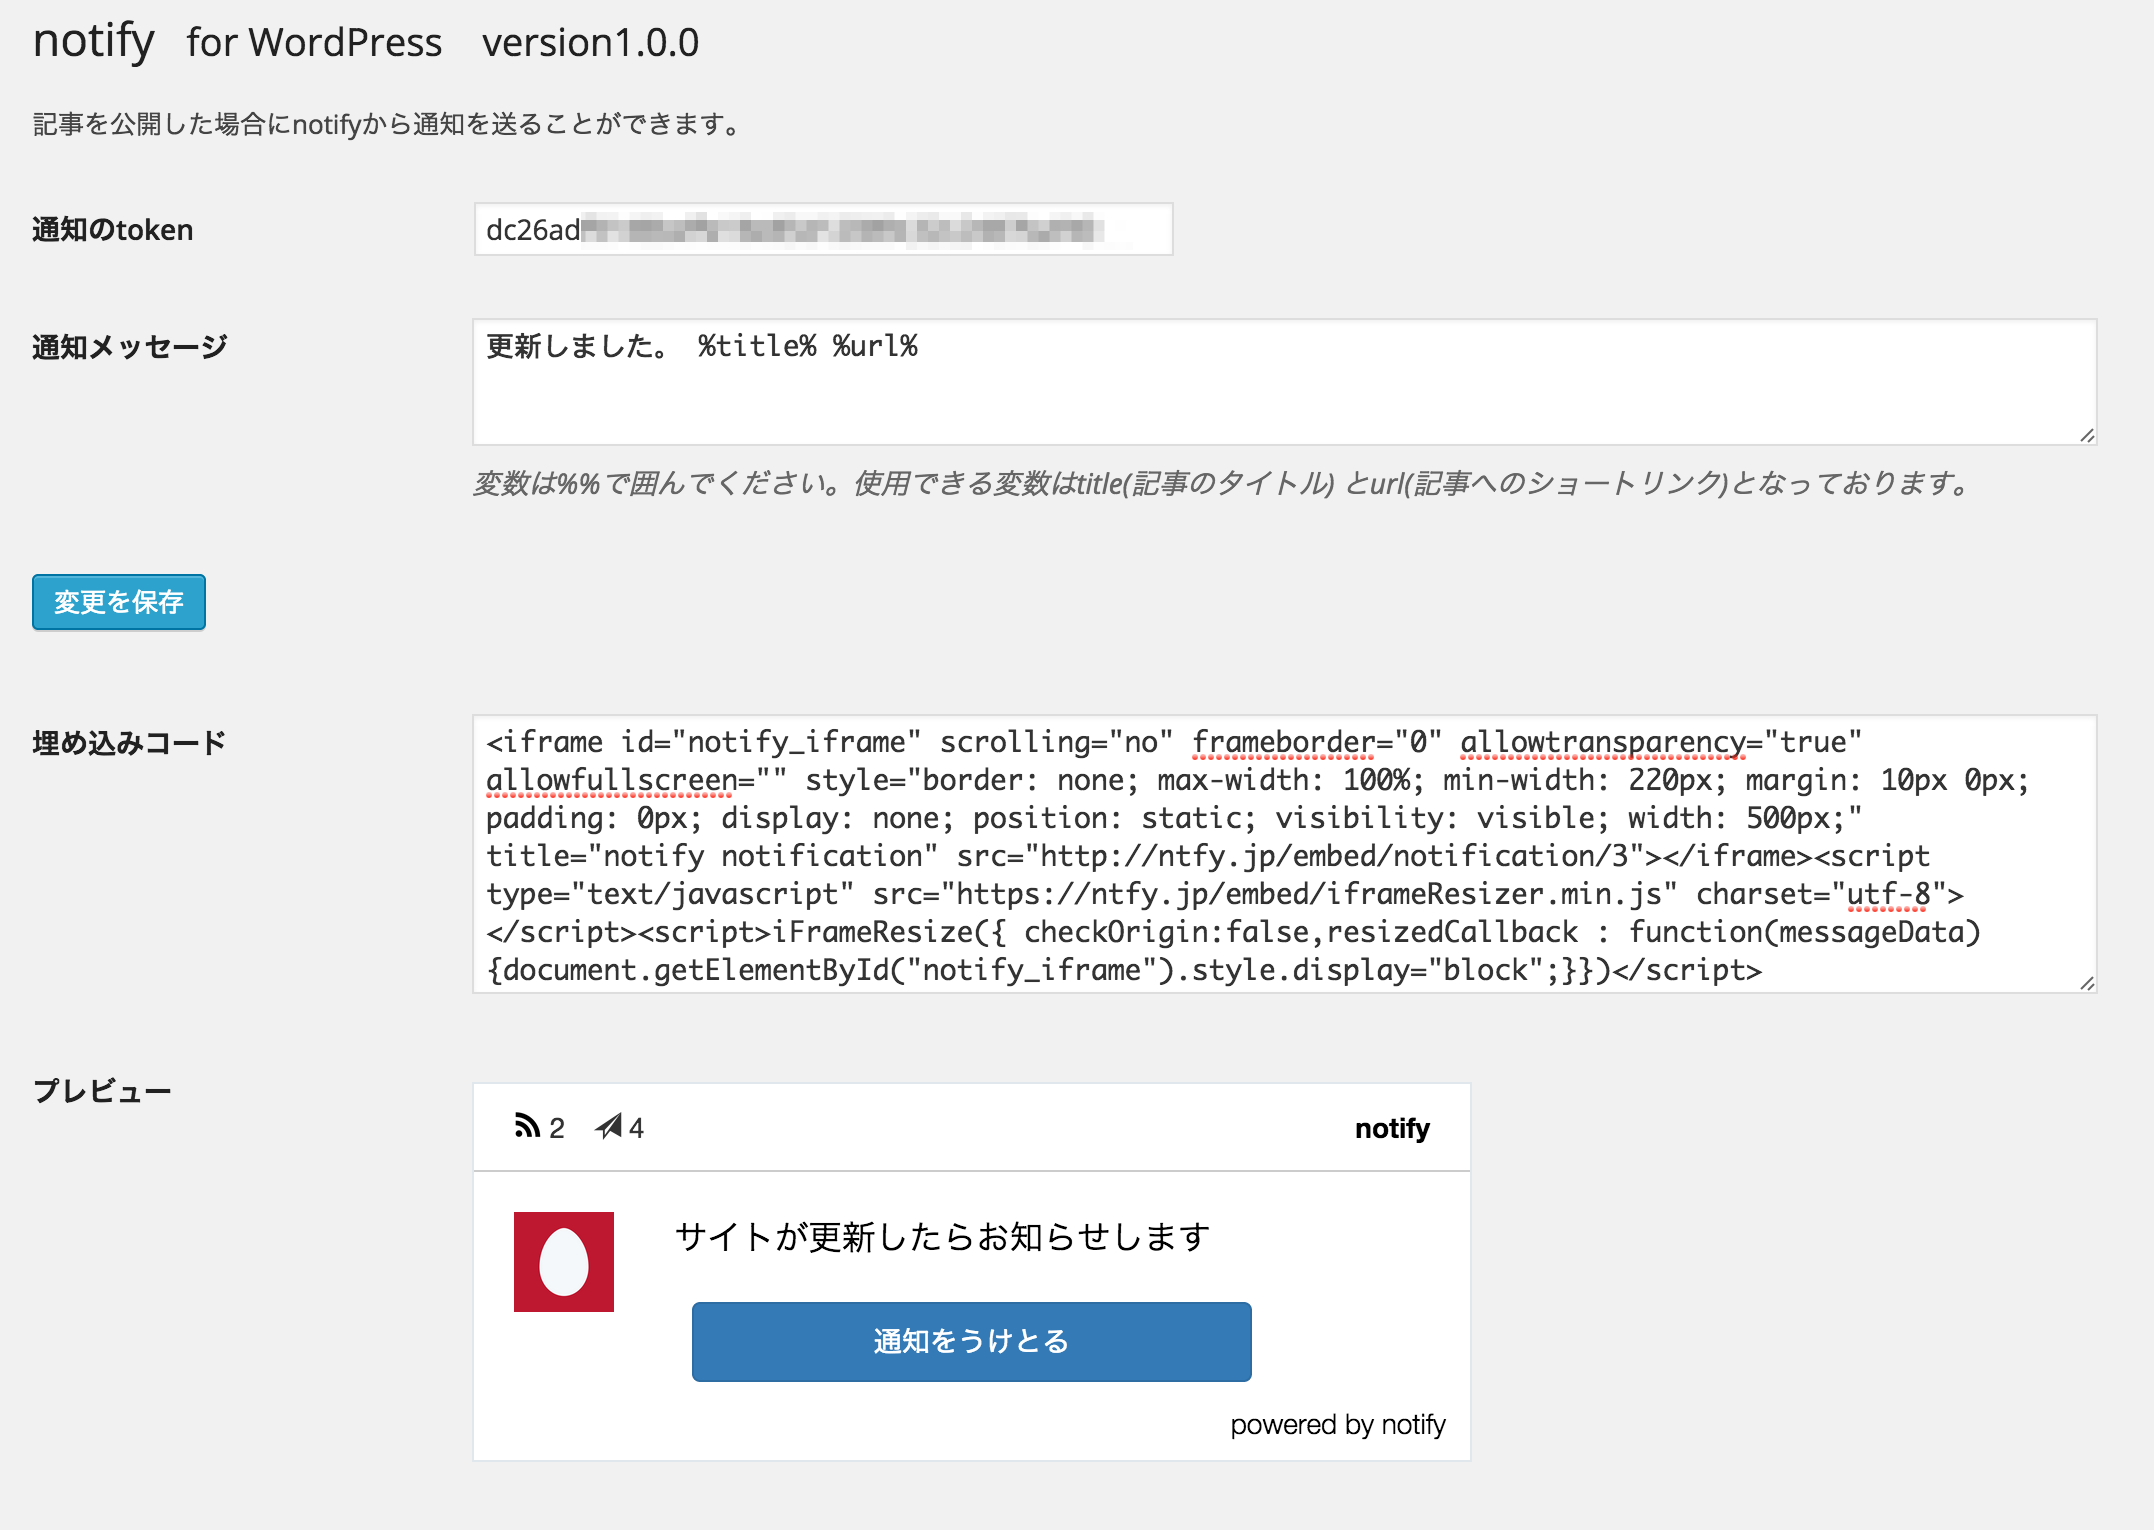 notify for WordPress version1.0.0
記事を公開した場合にnotifyから通知を送ることができます。
通知のtoken
dc26ad
通知メッセージ
更新しました。 %title% %url%
変数は%%で囲んでください。使用できる変数はtitle(記事のタイトル) とurl(記事へのショートリンク)となっております。
変更を保存
埋め込みコード
<iframe id="notify_iframe" scrolling="no" frameborder="0" allowtransparency="true"
allowfullscreen="" style="border: none; max-width: 100%; min-width: 220px; margin: 10px 0px;
padding: 0px; display: none; position: static; visibility: visible; width: 500px;"
title="notify notification" src="http://ntfy.jp/embed/notification/3"></iframe><script
type="text/javascript" src="https://ntfy.jp/embed/iframeResizer.min.js" charset="utf-8">
</script><script>iFrameResize({ checkOrigin:false,resizedCallback : function(messageData)
{document.getElementById("notify_iframe").style.display="block";}})</script>
プレビュー
2 4 notify
サイトが更新したらお知らせします
通知をうけとる
powered by notify